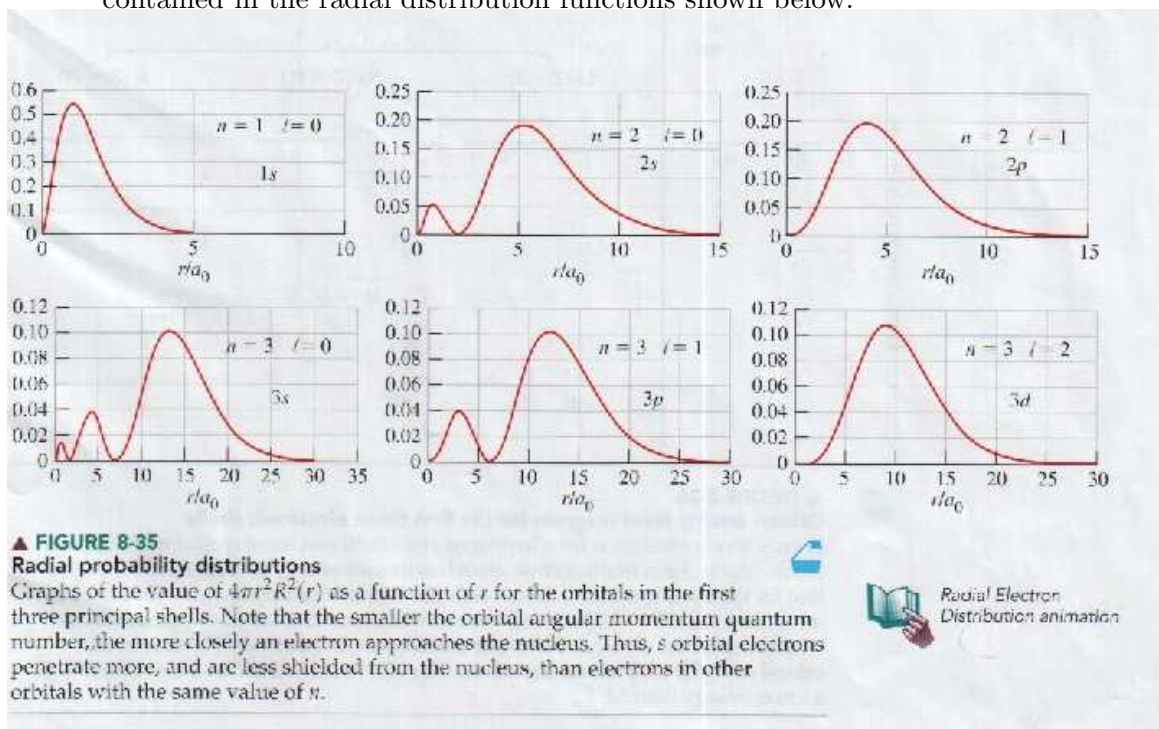 contained in the radial distribution functions shown below.
0.6
0.5
0.4
0.3
0.2
0.1
0
n = 1 l = 0
1s
0 5 10
r/a0
0.25
0.20
0.15
0.10
0.05
0
n = 2 l = 0
2s
0 5 10 15
r/a0
0.25
0.20
0.15
0.10
0.05
0
n = 2 l = 1
2p
0 5 10 15
r/a0
0.12
0.10
0.08
0.06
0.04
0.02
0
n = 3 l = 0
3s
0 5 10 15 20 25 30 35
r/a0
0.12
0.10
0.08
0.06
0.04
0.02
0
n = 3 l = 1
3p
0 5 10 15 20 25 30
r/a0
0.12
0.10
0.08
0.06
0.04
0.02
0
n = 3 l = 2
3d
0 5 10 15 20 25 30
r/a0
▲ FIGURE 8-35
Radial probability distributions
Graphs of the value of 4πr²R²(r) as a function of r for the orbitals in the first
three principal shells. Note that the smaller the orbital angular momentum quantum
number, the more closely an electron approaches the nucleus. Thus, s orbital electrons
penetrate more, and are less shielded from the nucleus, than electrons in other
orbitals with the same value of n.
Radial Electron
Distribution animation